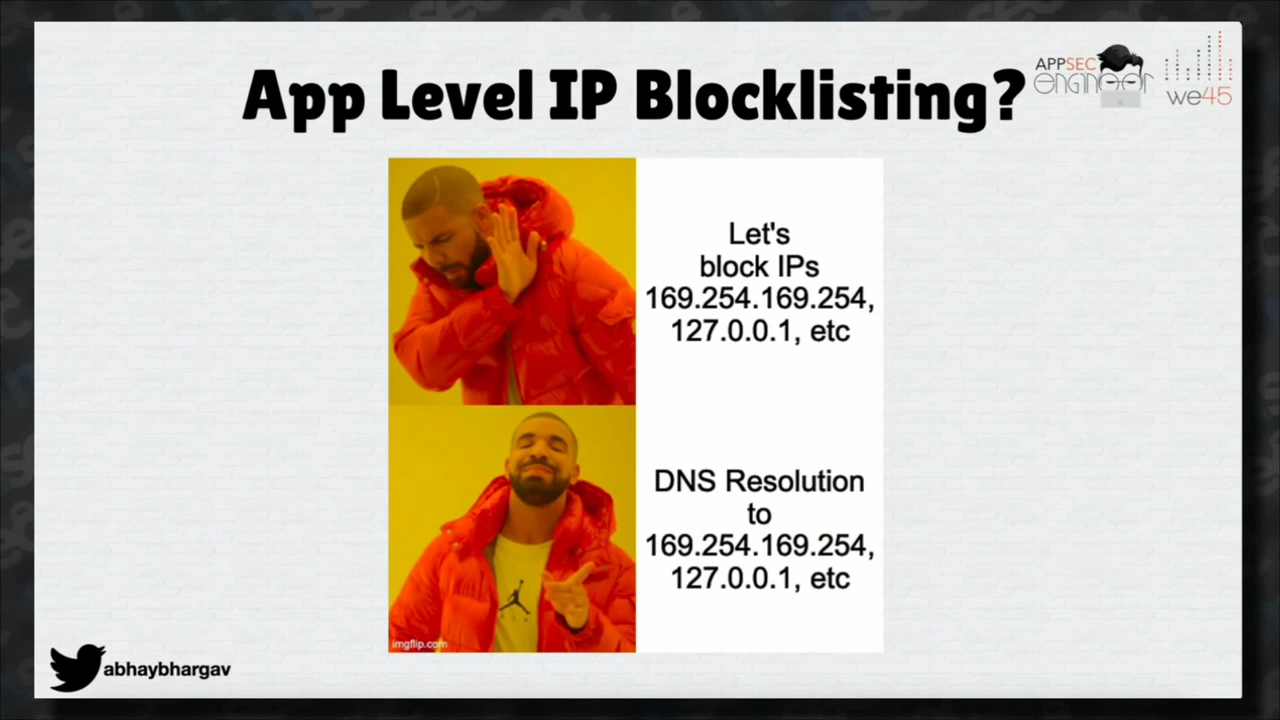 App Level IP Blocklisting?
APPSEC
engineer
we45
Let's
block IPs
169.254.169.254,
127.0.0.1, etc
DNS Resolution
to
169.254.169.254,
127.0.0.1, etc
imgflip.com
abhaybhargav